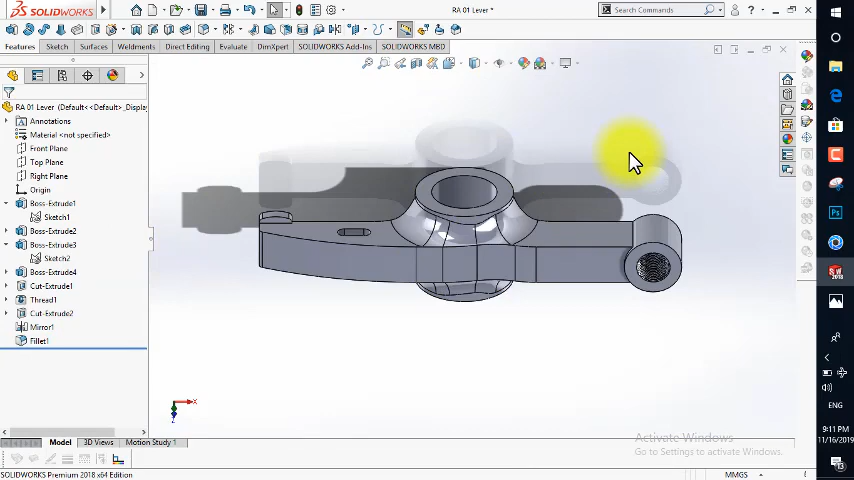 SOLIDWORKS
RA 01 Lever *
Search Commands
Features
Sketch
Surfaces
Weldments
Direct Editing
Evaluate
DimXpert
SOLIDWORKS Add-Ins
SOLIDWORKS MBD
RA 01 Lever (Default<<Default>_Displa
Annotations
Material <not specified>
Front Plane
Top Plane
Right Plane
Origin
Boss-Extrude1
Sketch1
Boss-Extrude2
Boss-Extrude3
Sketch2
Boss-Extrude4
Cut-Extrude1
Thread1
Cut-Extrude2
Mirror1
Fillet1
X
Z
Model
3D Views
Motion Study 1
Activate Windows
Go to Settings to activate Windows.
SOLIDWORKS Premium 2018 x64 Edition
MMGS
Ps
2018
ENG
9:11 PM
11/16/2019